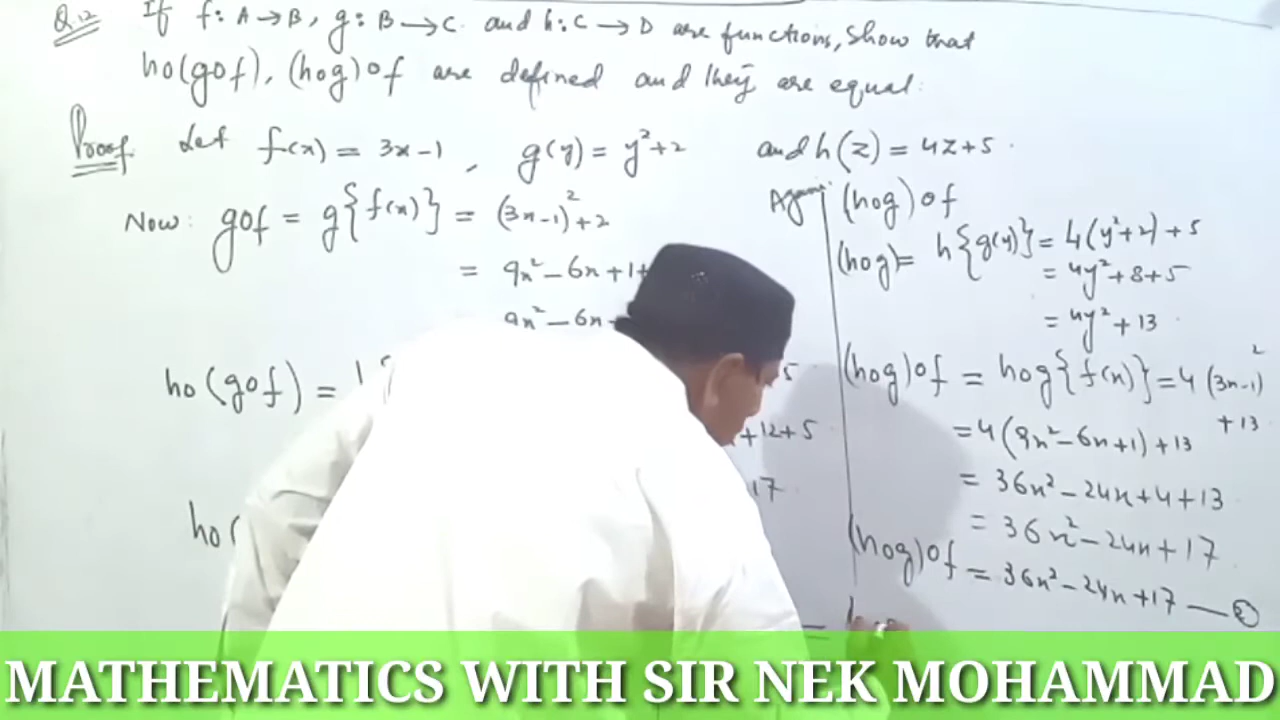 Q.12 If f: A → B, g: B → C. and h: C → D are functions, Show that
ho(gof), (hog)of are defined and they are equal.
Proof Let f(x) = 3x-1, g(y) = y²+2 and h(z) = 4z+5.
Now: gof = g{f(x)} = (3x-1)²+2
= 9x²-6x+1+
9x²-6x
ho(gof) =
5
+12+5
17
ho(
Again (hog)of
(hog)= h{g(y)} = 4(y²+2)+5
= 4y²+8+5
= 4y²+13.
(hog)of = hog{f(x)} = 4(3x-1)²
+13
= 4(9x²-6x+1)+13
= 36x²-24x+4+13
= 36x²-24x+17
(hog)of = 36x²-24x+17 — ②
=
MATHEMATICS WITH SIR NEK MOHAMMAD